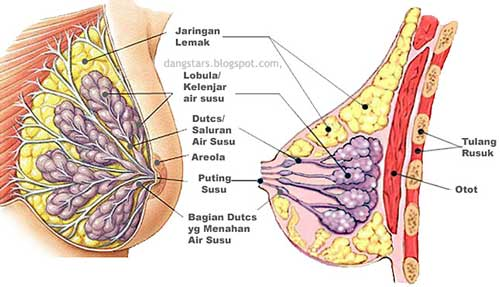 Jaringan
Lemak
dangstars.blogspot.com,
Lobula/
Kelenjar
air susu
Dutcs/
Saluran
Air Susu
Areola
Puting
Susu
Bagian Dutcs
yg Menahan
Air Susu
Tulang
Rusuk
Otot